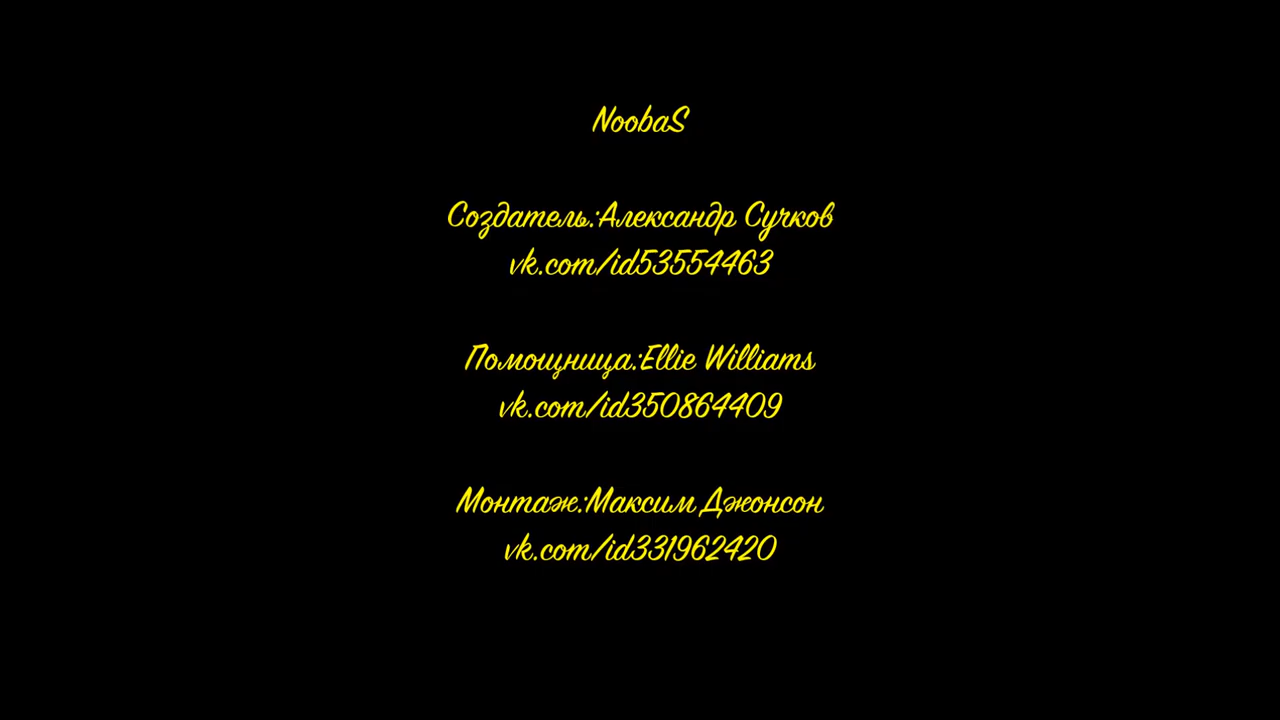 NoobaS
Создатель:Александр Сучков
vk.com/id53554463
Помощница:Ellie Williams
vk.com/id350864409
Монтаж:Максим Джонсон
vk.com/id331962420